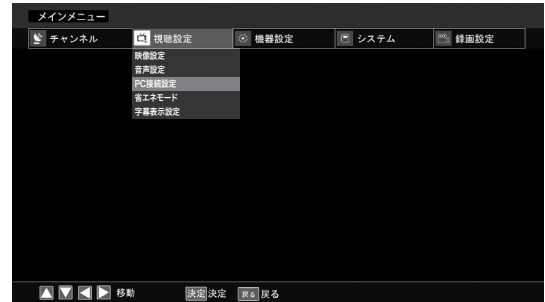 メインメニュー
チャンネル 視聴設定 機器設定 システム 録画設定
映像設定
音声設定
PC接続設定
省エネモード
字幕表示設定
移動 決定 決定 戻る 戻る